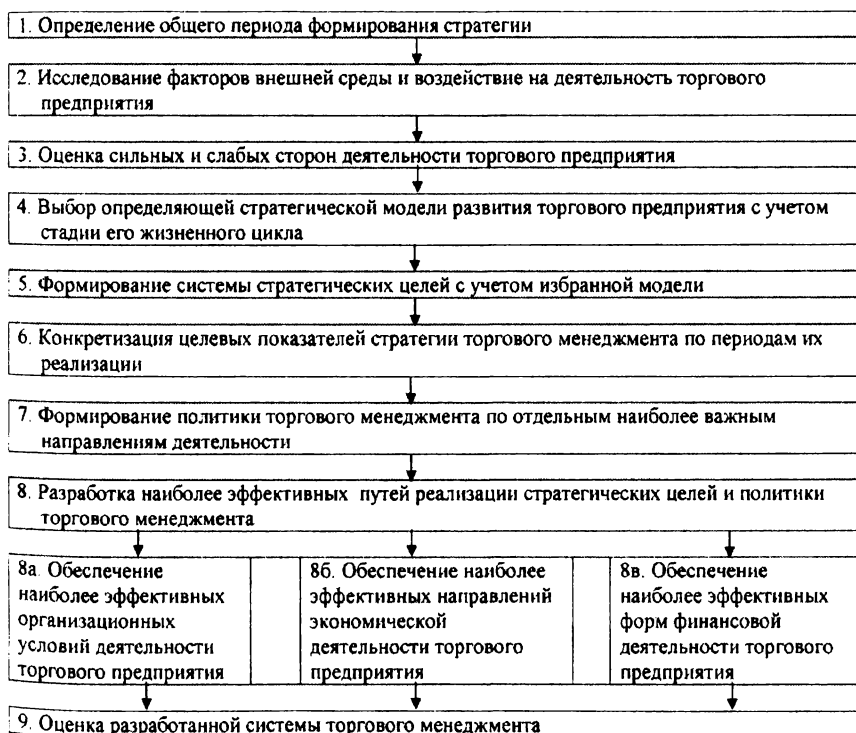 1. Определение общего периода формирования стратегии
2. Исследование факторов внешней среды и воздействие на деятельность торгового
предприятия
3. Оценка сильных и слабых сторон деятельности торгового предприятия
4. Выбор определяющей стратегической модели развития торгового предприятия с учетом
стадии его жизненного цикла
5. Формирование системы стратегических целей с учетом избранной модели
6. Конкретизация целевых показателей стратегии торгового менеджмента по периодам их
реализации
7. Формирование политики торгового менеджмента по отдельным наиболее важным
направлениям деятельности
8. Разработка наиболее эффективных путей реализации стратегических целей и политики
торгового менеджмента
8а. Обеспечение
наиболее эффективных
организационных
условий деятельности
торгового предприятия
8б. Обеспечение наиболее
эффективных направлений
экономической
деятельности торгового
предприятия
8в. Обеспечение
наиболее эффективных
форм финансовой
деятельности торгового
предприятия
9. Оценка разработанной системы торгового менеджмента